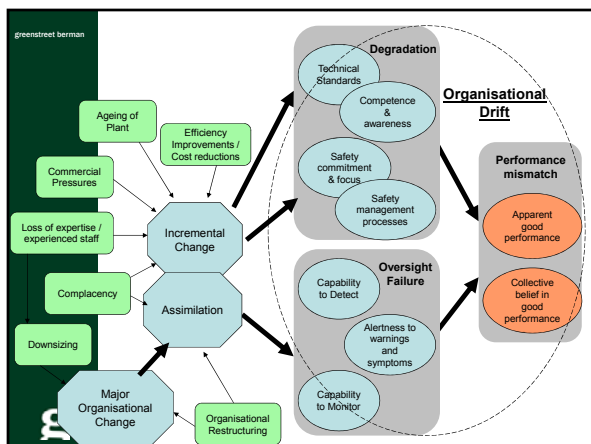 greenstreet berman
Degradation
Technical
Standards
Competence
&
awareness
Safety
commitment
& focus
Safety
management
processes
Organisational
Drift
Performance
mismatch
Apparent
good
performance
Collective
belief in
good
performance
Ageing of
Plant
Efficiency
Improvements /
Cost reductions
Commercial
Pressures
Loss of expertise /
experienced staff
Incremental
Change
Complacency
Assimilation
Downsizing
Major
Organisational
Change
Organisational
Restructuring
Oversight
Failure
Capability
to Detect
Alertness to
warnings
and
symptoms
Capability
to Monitor
g